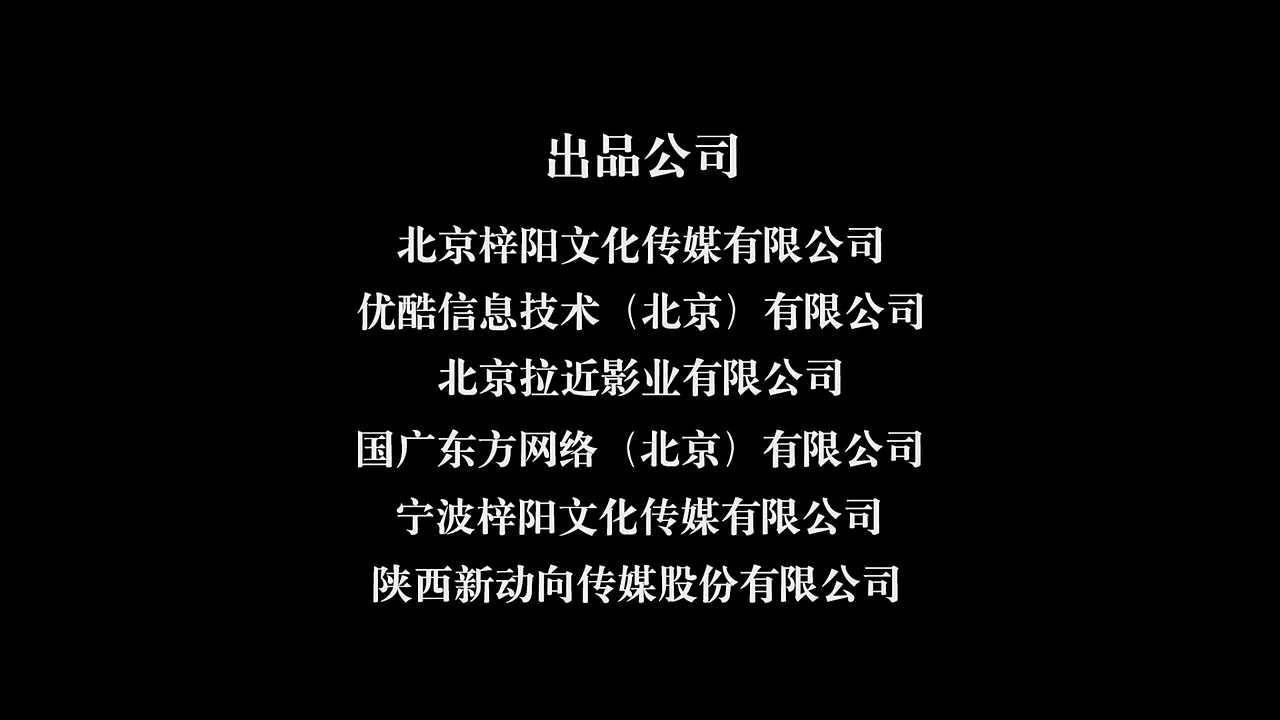 出品公司
北京梓阳文化传媒有限公司
优酷信息技术（北京）有限公司
北京拉近影业有限公司
国广东方网络（北京）有限公司
宁波梓阳文化传媒有限公司
陕西新动向传媒股份有限公司